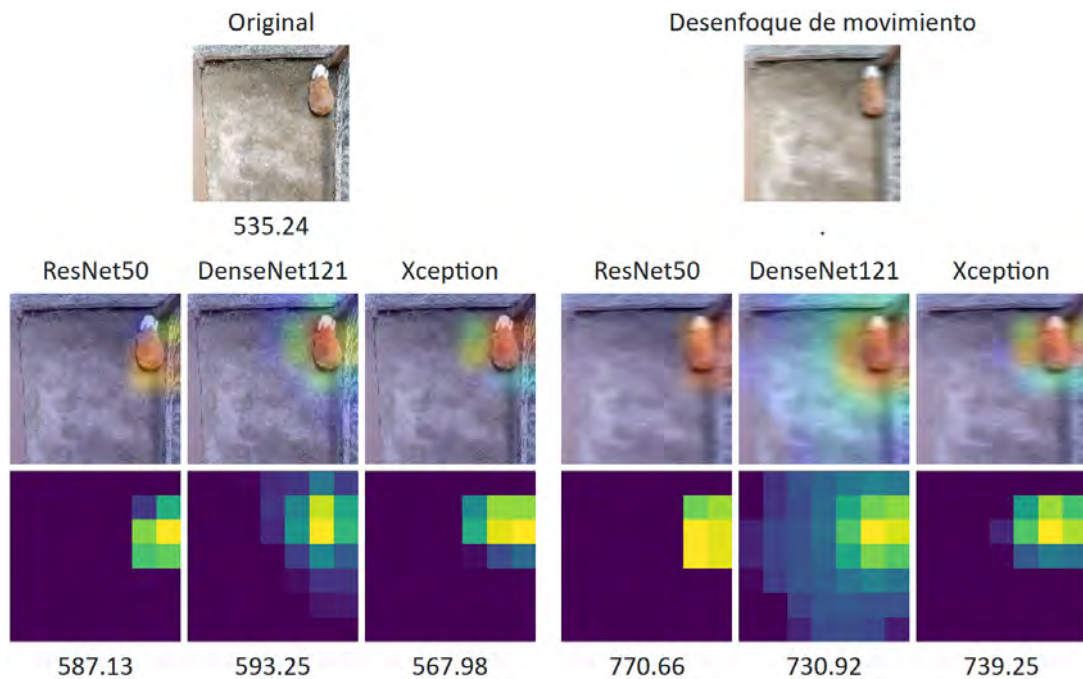 Original
Desenfoque de movimiento
535.24
.
ResNet50 DenseNet121 Xception ResNet50 DenseNet121 Xception
587.13 593.25 567.98 770.66 730.92 739.25